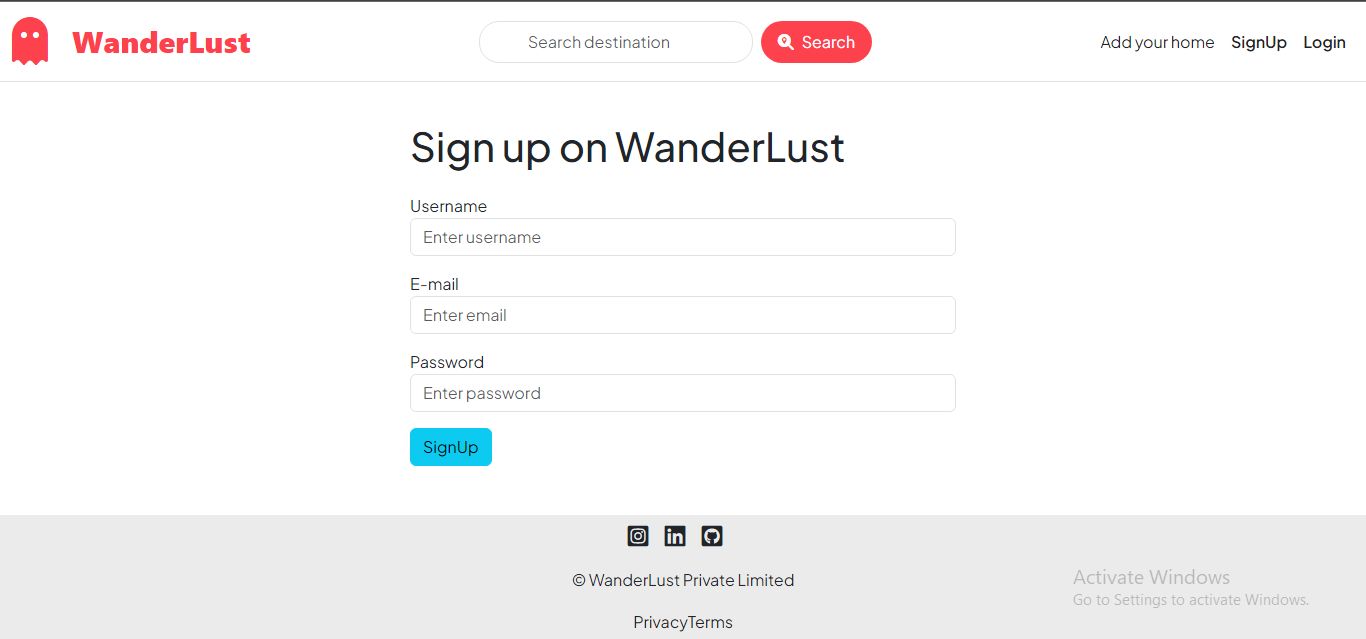 WanderLust Search destination Search Add your home SignUp Login
Sign up on WanderLust
Username
Enter username
E-mail
Enter email
Password
Enter password
SignUp
© WanderLust Private Limited
PrivacyTerms
Activate Windows
Go to Settings to activate Windows.